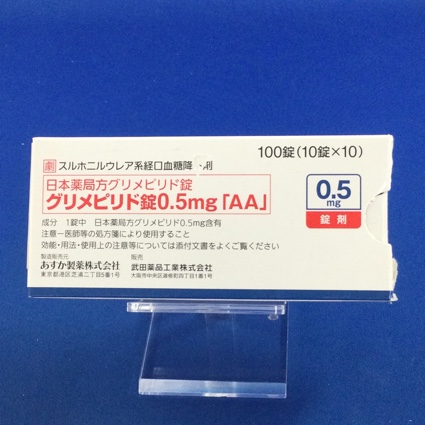 劇 スルホニルウレア系経口血糖降 剤
100錠(10錠×10)
日本薬局方グリメピリド錠
グリメピリド錠0.5mg「AA」
0.5
mg
錠 剤
成分 1錠中 日本薬局方グリメピリド0.5mg含有
注意－医師等の処方箋により使用すること
効能・用法・使用上の注意等については添付文書をよくご覧ください
製造販売元
あすか製薬株式会社
東京都港区芝浦二丁目5番1号
販売
武田薬品工業株式会社
大阪市中央区道修町四丁目1番1号